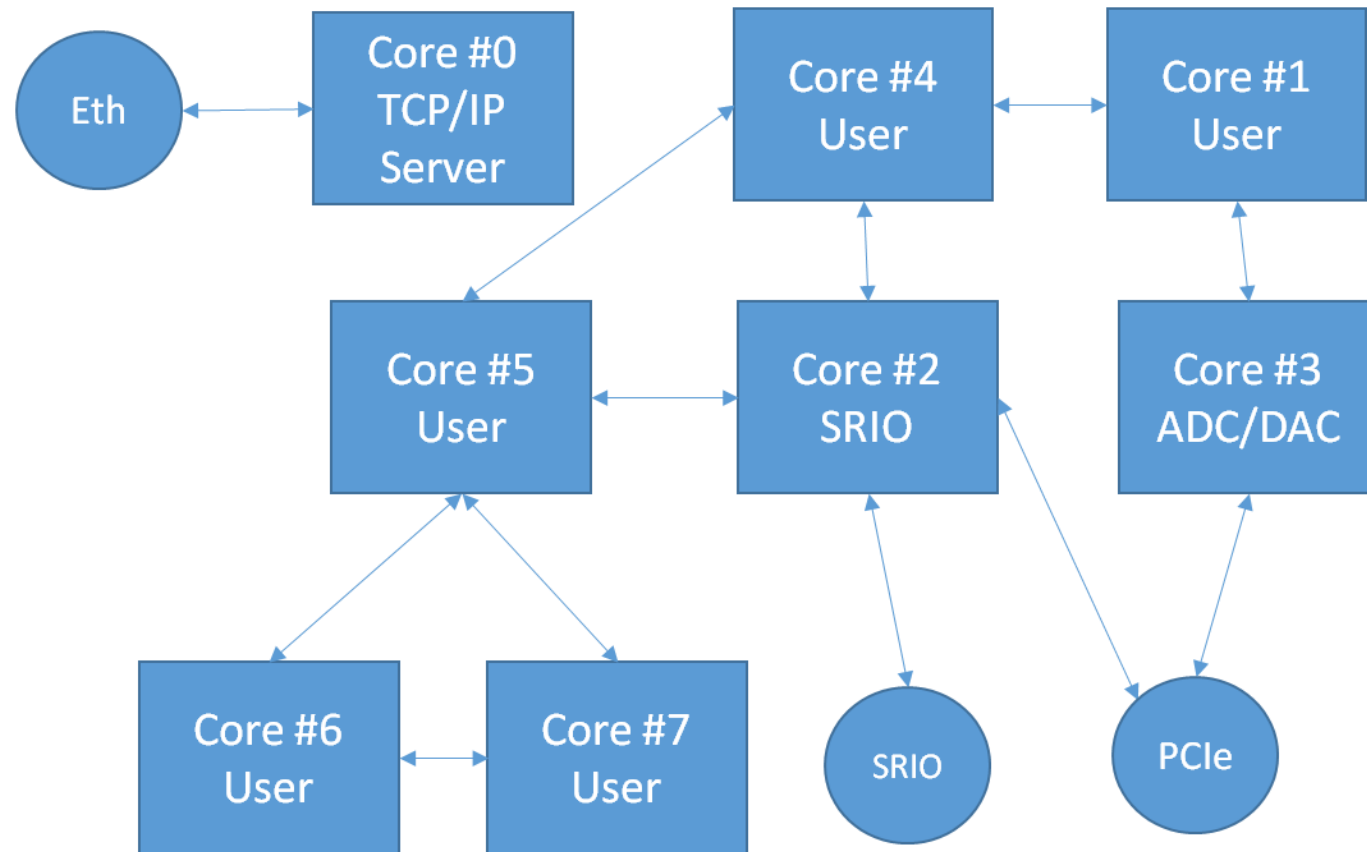 Eth
Core #0
TCP/IP
Server
Core #4
User
Core #1
User
Core #5
User
Core #2
SRIO
Core #3
ADC/DAC
Core #6
User
Core #7
User
SRIO
PCIe